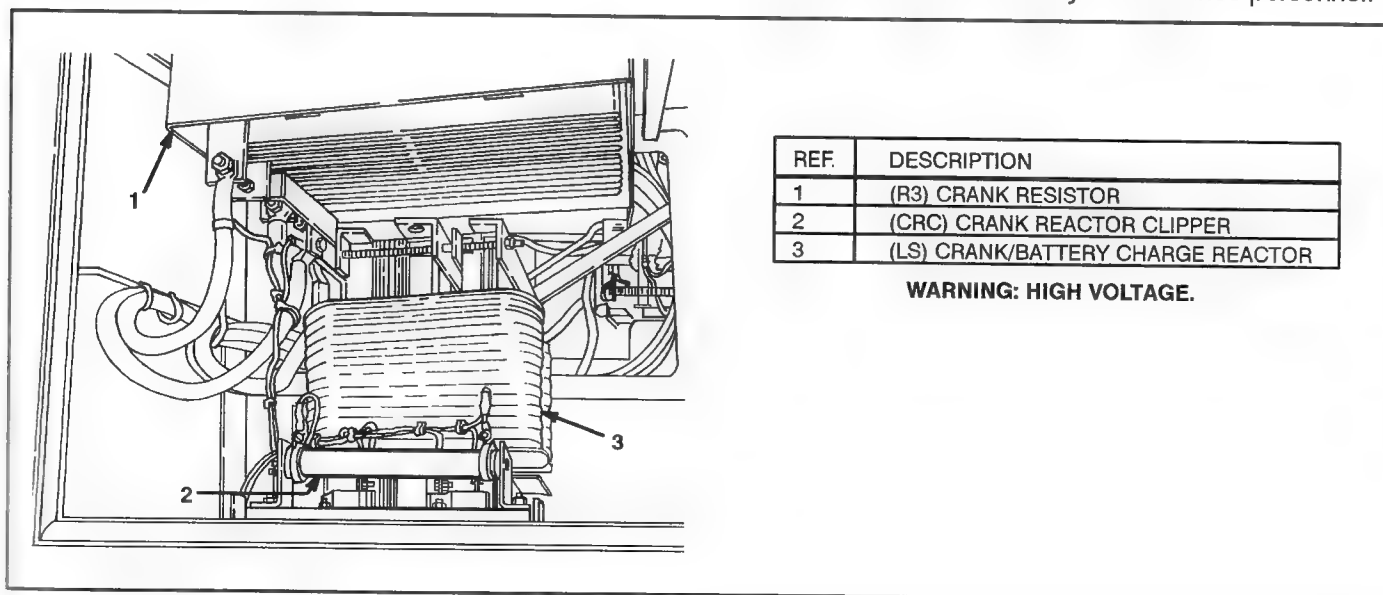 personnel.
1
2
3
REF. DESCRIPTION
1 (R3) CRANK RESISTOR
2 (CRC) CRANK REACTOR CLIPPER
3 (LS) CRANK/BATTERY CHARGE REACTOR
WARNING: HIGH VOLTAGE.